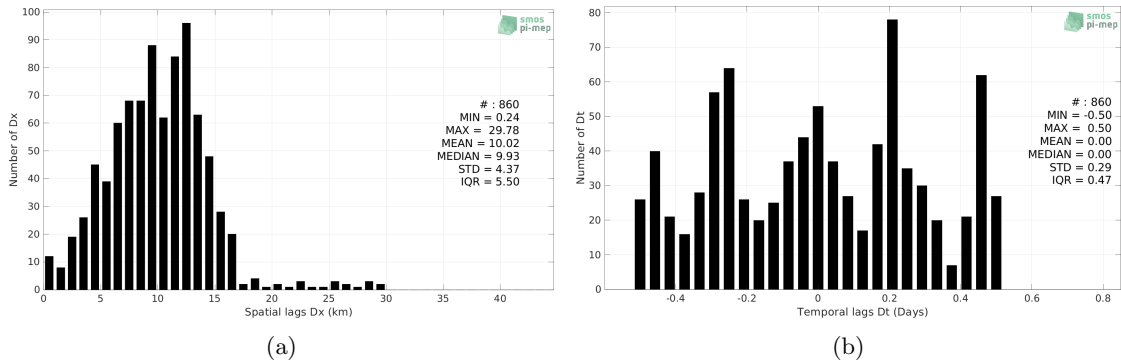 100
90
80
70
60
50
40
30
20
10
0
Number of Dx
0 5 10 15 20 25 30 35 40
Spatial lags Dx (km)
smos
pi-mep
# : 860
MIN = 0.24
MAX = 29.78
MEAN = 10.02
MEDIAN = 9.93
STD = 4.37
IQR = 5.50
(a)
80
70
60
50
40
30
20
10
0
Number of Dt
-0.4 -0.2 0 0.2 0.4 0.6 0.8
Temporal lags Dt (Days)
smos
pi-mep
# : 860
MIN = -0.50
MAX = 0.50
MEAN = 0.00
MEDIAN = 0.00
STD = 0.29
IQR = 0.47
(b)